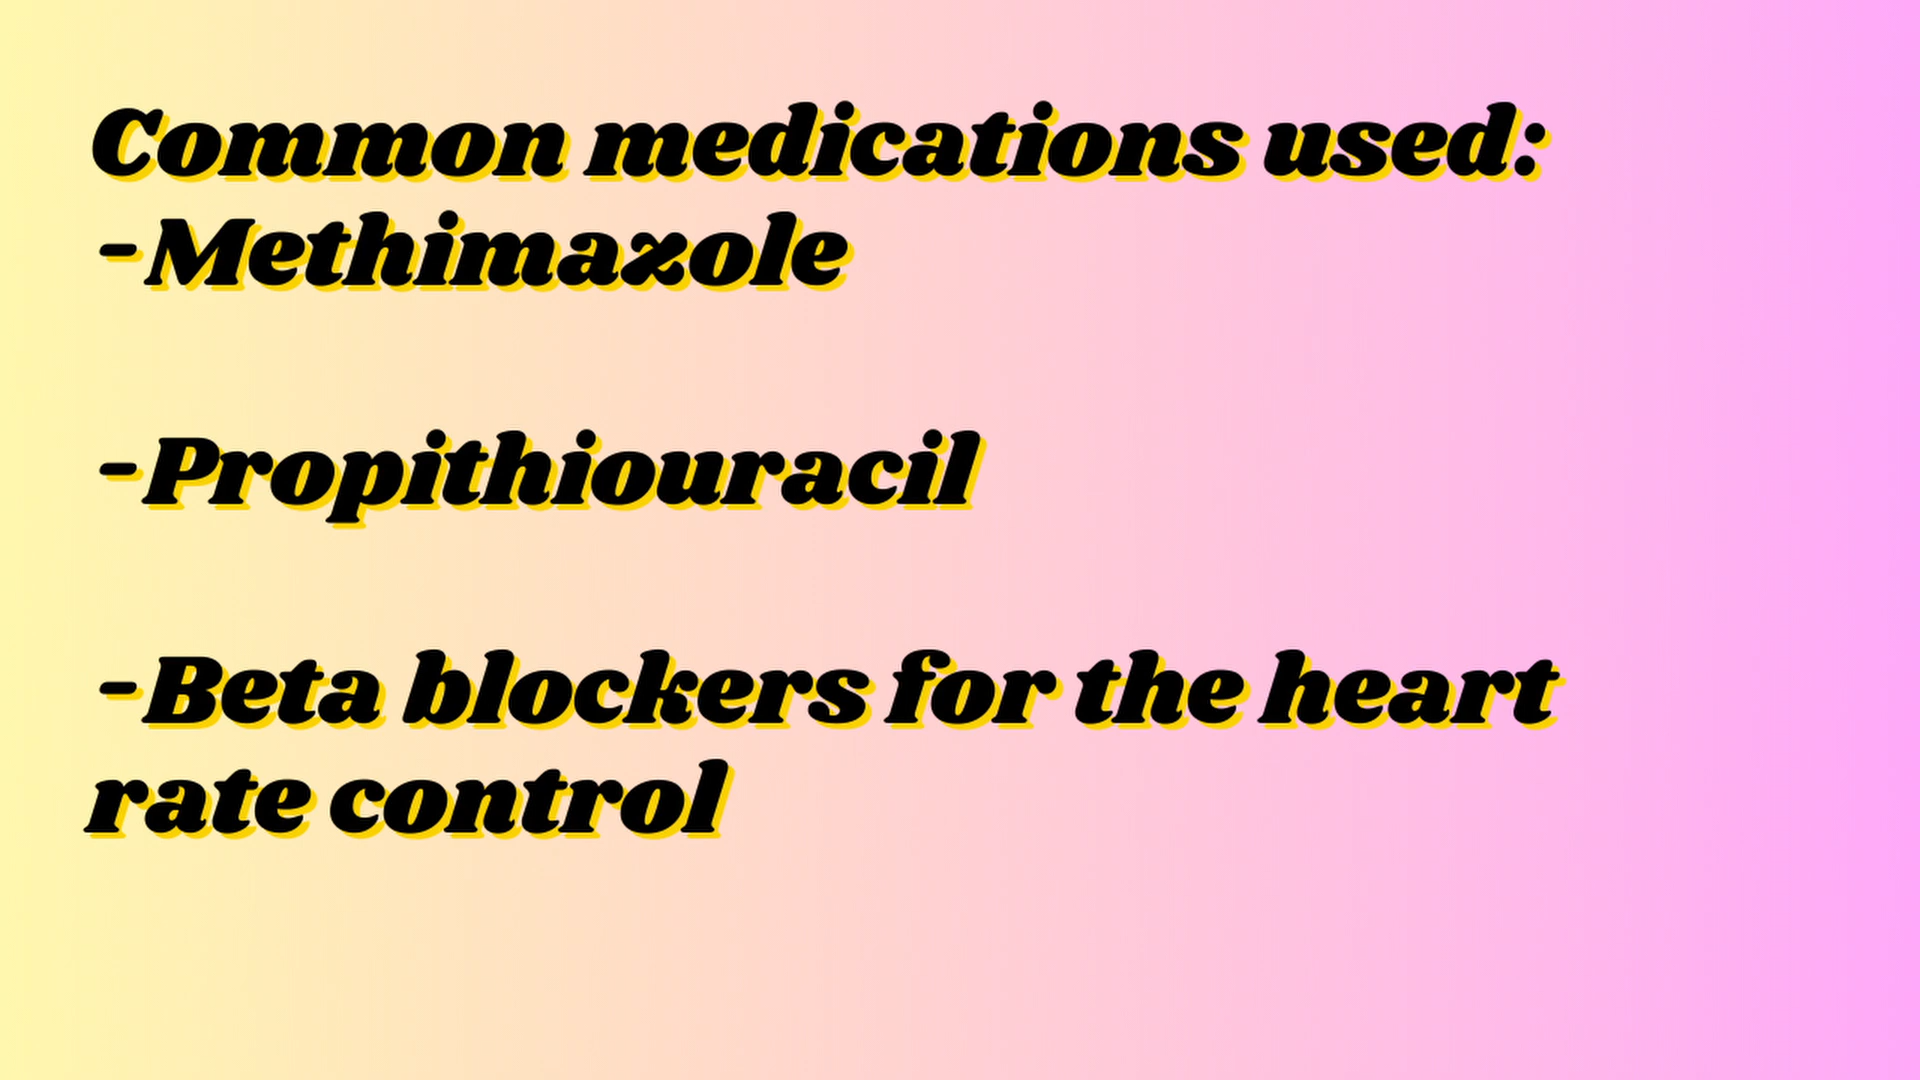 Common medications used:
-Methimazole
-Propithiouracil
-Beta blockers for the heart
rate control